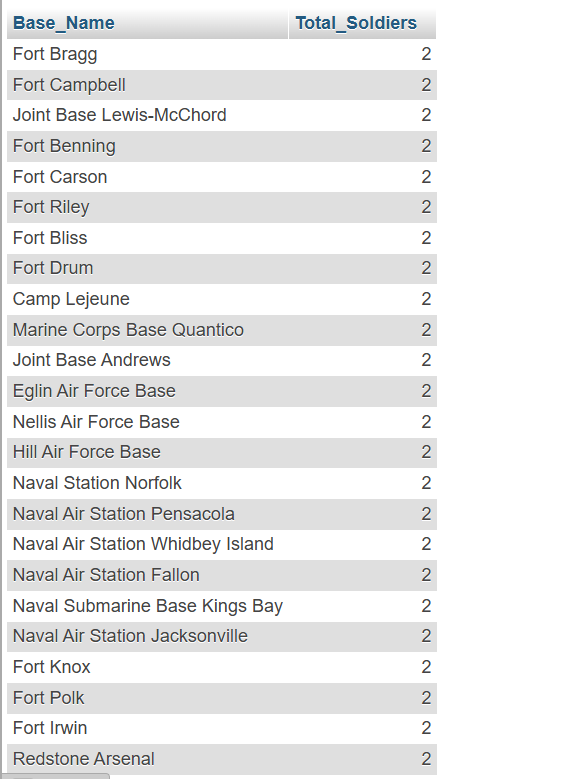 Base_Name Total_Soldiers
Fort Bragg 2
Fort Campbell 2
Joint Base Lewis-McChord 2
Fort Benning 2
Fort Carson 2
Fort Riley 2
Fort Bliss 2
Fort Drum 2
Camp Lejeune 2
Marine Corps Base Quantico 2
Joint Base Andrews 2
Eglin Air Force Base 2
Nellis Air Force Base 2
Hill Air Force Base 2
Naval Station Norfolk 2
Naval Air Station Pensacola 2
Naval Air Station Whidbey Island 2
Naval Air Station Fallon 2
Naval Submarine Base Kings Bay 2
Naval Air Station Jacksonville 2
Fort Knox 2
Fort Polk 2
Fort Irwin 2
Redstone Arsenal 2